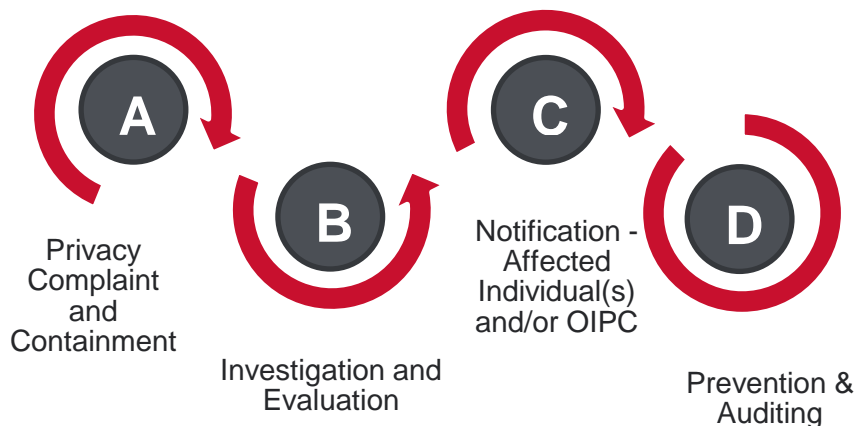 A
Privacy
Complaint
and
Containment
B
Investigation and
Evaluation
C
Notification -
Affected
Individual(s)
and/or OIPC
D
Prevention &
Auditing